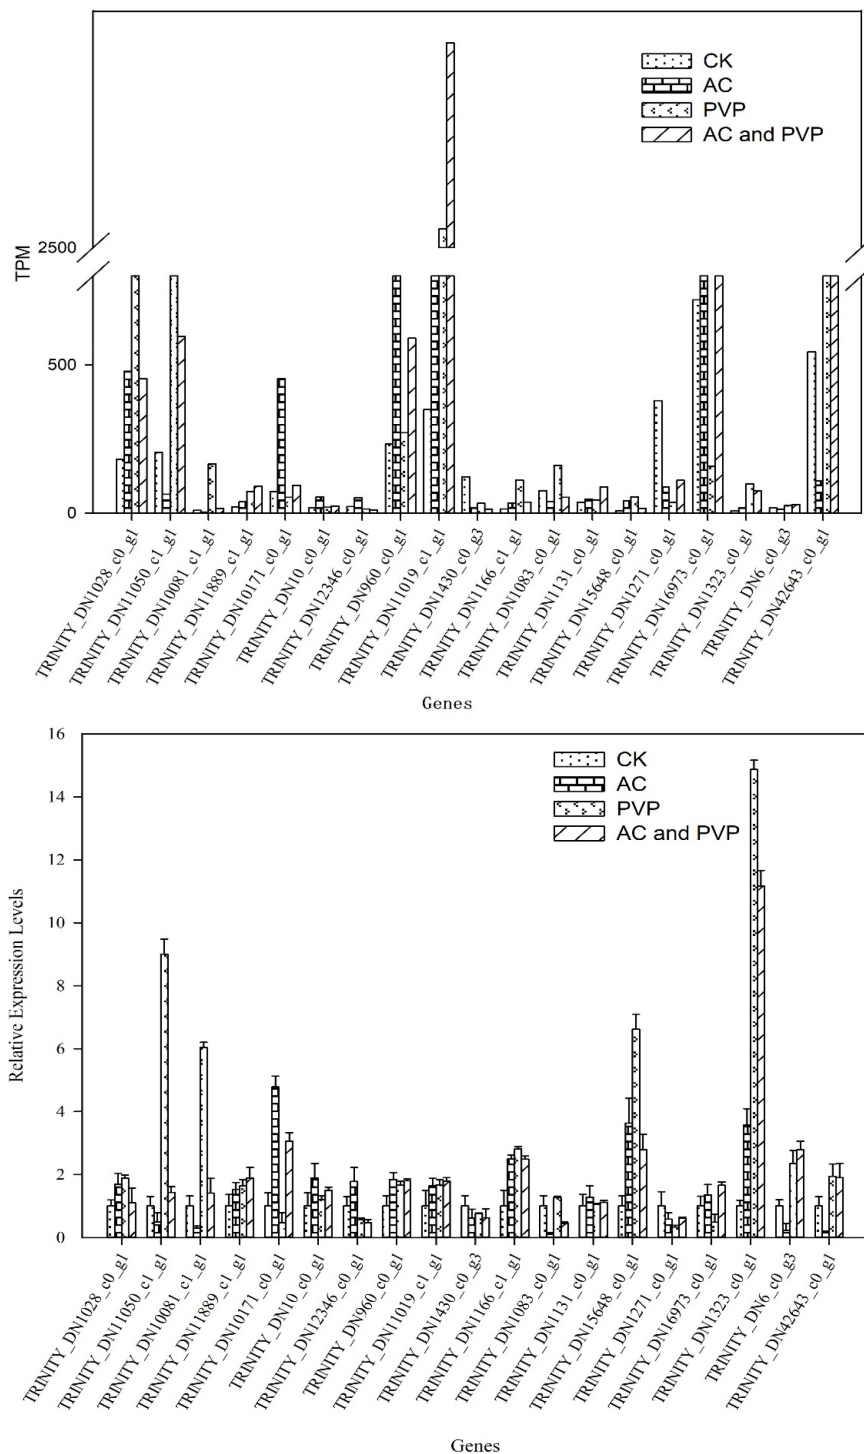 CK
AC
PVP
AC and PVP
2500
TPM
500
0
TRINITY_DN1028_c0_g1
TRINITY_DN11050_c1_g1
TRINITY_DN10081_c1_g1
TRINITY_DN11889_c1_g1
TRINITY_DN10171_c0_g1
TRINITY_DN10_c0_g1
TRINITY_DN12346_c0_g1
TRINITY_DN960_c0_g1
TRINITY_DN11019_c1_g1
TRINITY_DN1430_c0_g3
TRINITY_DN1166_c1_g1
TRINITY_DN1083_c0_g1
TRINITY_DN1131_c0_g1
TRINITY_DN15648_c0_g1
TRINITY_DN1271_c0_g1
TRINITY_DN16973_c0_g1
TRINITY_DN1323_c0_g1
TRINITY_DN6_c0_g3
TRINITY_DN42643_c0_g1
Genes
16
CK
AC
PVP
AC and PVP
14
12
10
Relative Expression Levels
8
6
4
2
0
TRINITY_DN1028_c0_g1
TRINITY_DN11050_c1_g1
TRINITY_DN10081_c1_g1
TRINITY_DN11889_c1_g1
TRINITY_DN10171_c0_g1
TRINITY_DN10_c0_g1
TRINITY_DN12346_c0_g1
TRINITY_DN960_c0_g1
TRINITY_DN11019_c1_g1
TRINITY_DN1430_c0_g3
TRINITY_DN1166_c1_g1
TRINITY_DN1083_c0_g1
TRINITY_DN1131_c0_g1
TRINITY_DN15648_c0_g1
TRINITY_DN1271_c0_g1
TRINITY_DN16973_c0_g1
TRINITY_DN1323_c0_g1
TRINITY_DN6_c0_g3
TRINITY_DN42643_c0_g1
Genes